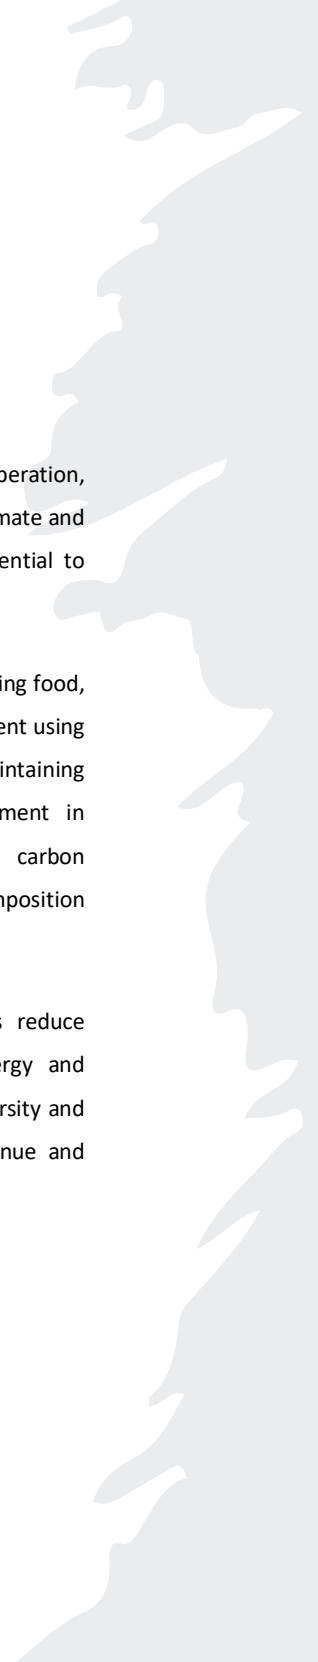 peration,
mate and
ential to
ing food,
ent using
intaining
ment in
carbon
mposition
s reduce
ergy and
rsity and
nue and